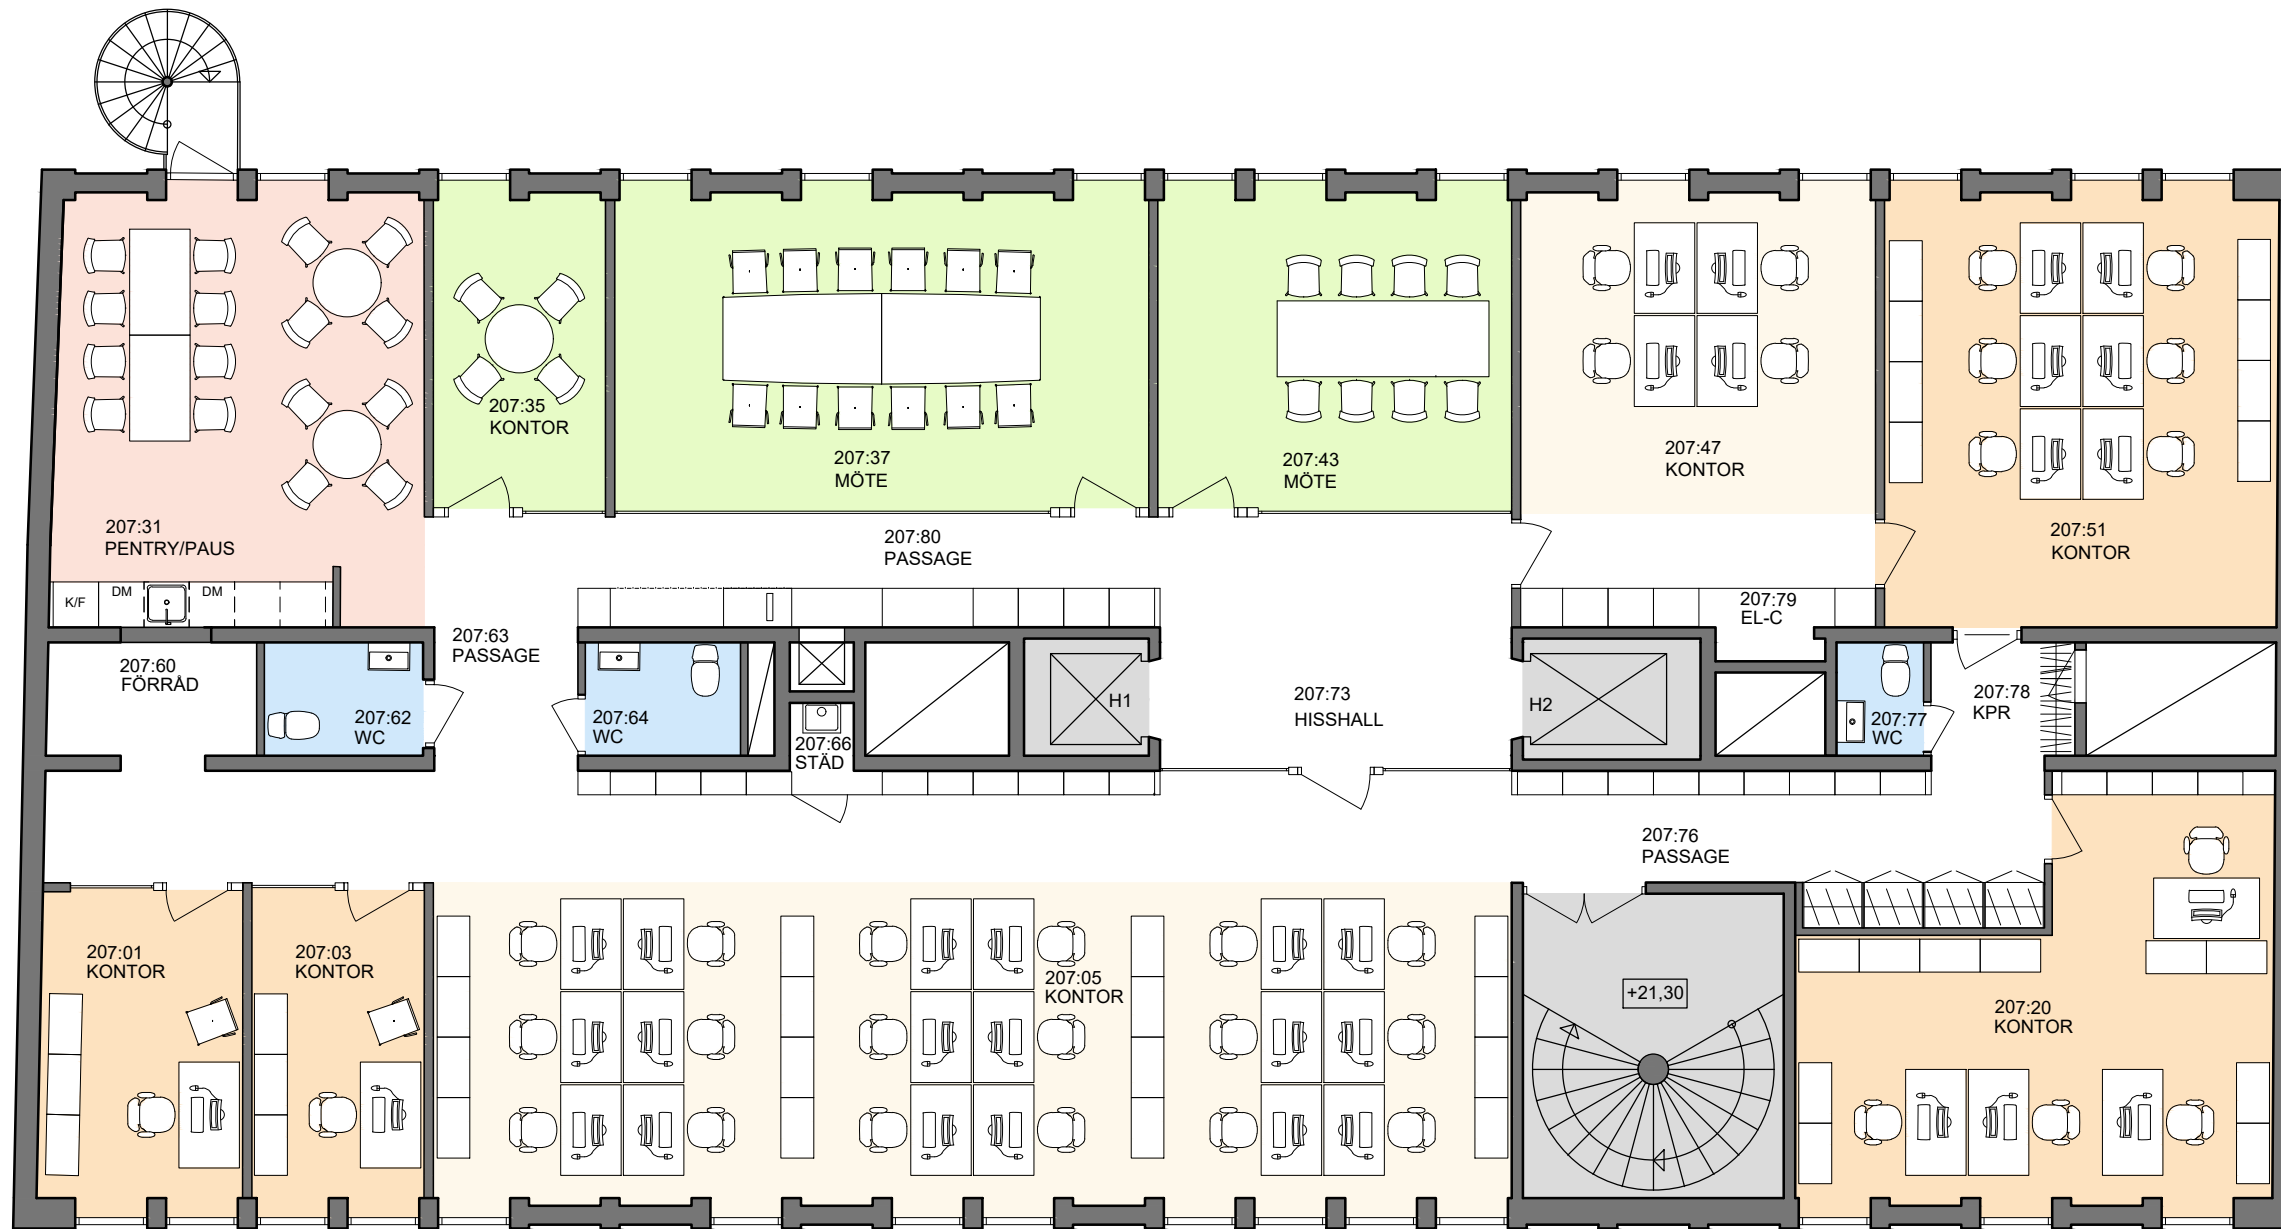 207:35
KONTOR
207:37
MÖTE
207:43
MÖTE
207:47
KONTOR
207:31
PENTRY/PAUS
207:80
PASSAGE
207:51
KONTOR
K/F
DM
DM
207:79
EL-C
207:63
PASSAGE
207:60
FÖRRÅD
207:62
WC
207:64
WC
207:66
STÄD
H1
207:73
HISSHALL
H2
207:77
WC
207:78
KPR
207:76
PASSAGE
207:01
KONTOR
207:03
KONTOR
207:05
KONTOR
+21,30
207:20
KONTOR